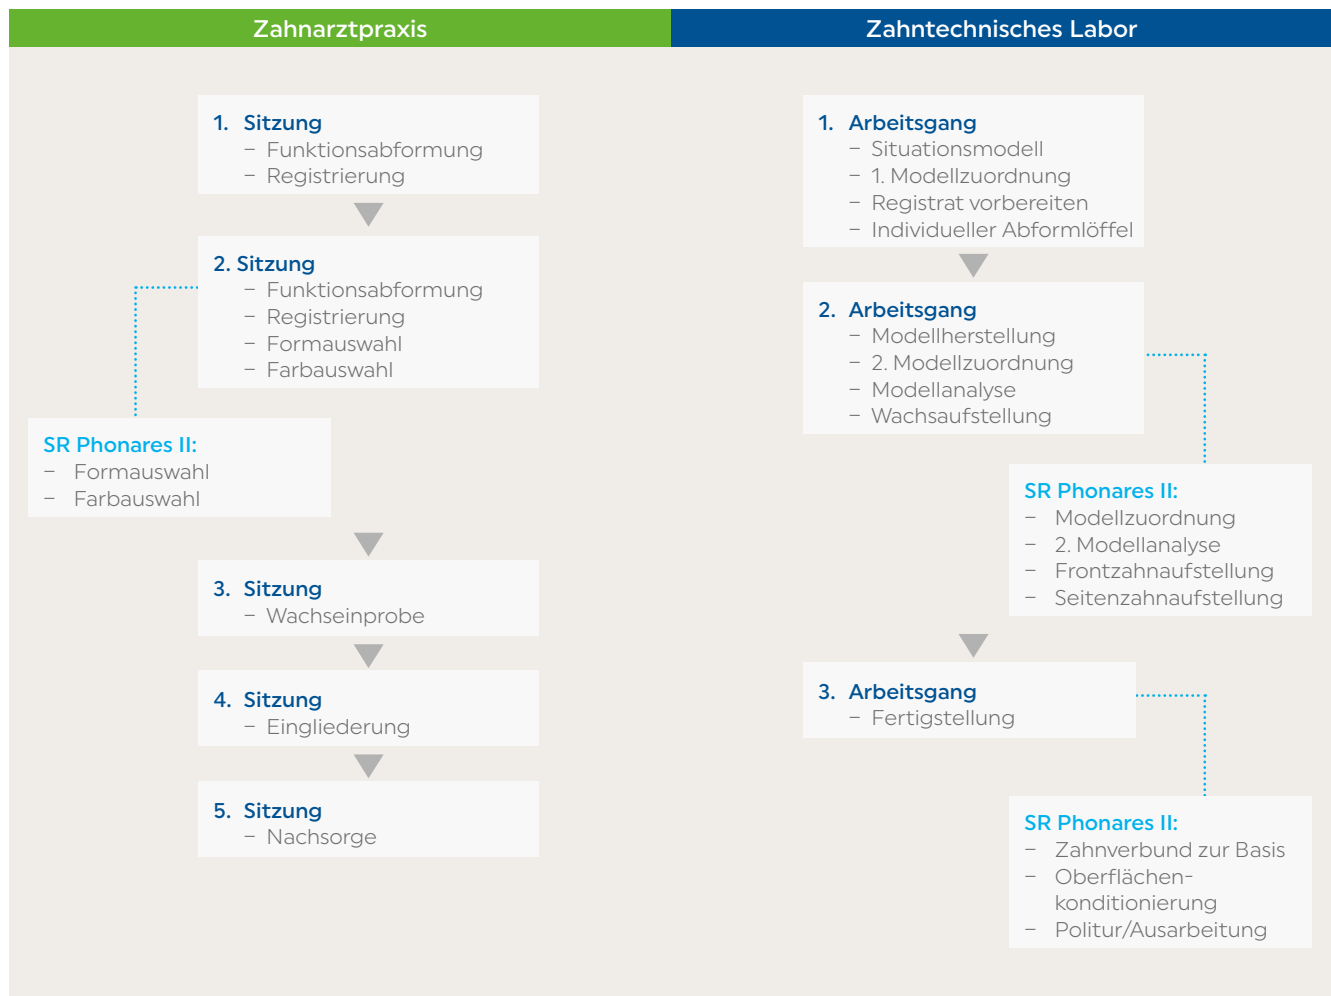 Zahnarztpraxis
1. Sitzung
– Funktionsabformung
– Registrierung
2. Sitzung
– Funktionsabformung
– Registrierung
– Formauswahl
– Farbauswahl
SR Phonares II:
– Formauswahl
– Farbauswahl
3. Sitzung
– Wachseinprobe
4. Sitzung
– Eingliederung
5. Sitzung
– Nachsorge
Zahntechnisches Labor
1. Arbeitsgang
– Situationsmodell
– 1. Modellzuordnung
– Registrat vorbereiten
– Individueller Abformlöffel
2. Arbeitsgang
– Modellherstellung
– 2. Modellzuordnung
– Modellanalyse
– Wachsaufstellung
SR Phonares II:
– Modellzuordnung
– 2. Modellanalyse
– Frontzahnaufstellung
– Seitenzahnaufstellung
3. Arbeitsgang
– Fertigstellung
SR Phonares II:
– Zahnverbund zur Basis
– Oberflächen-
konditionierung
– Politur/Ausarbeitung